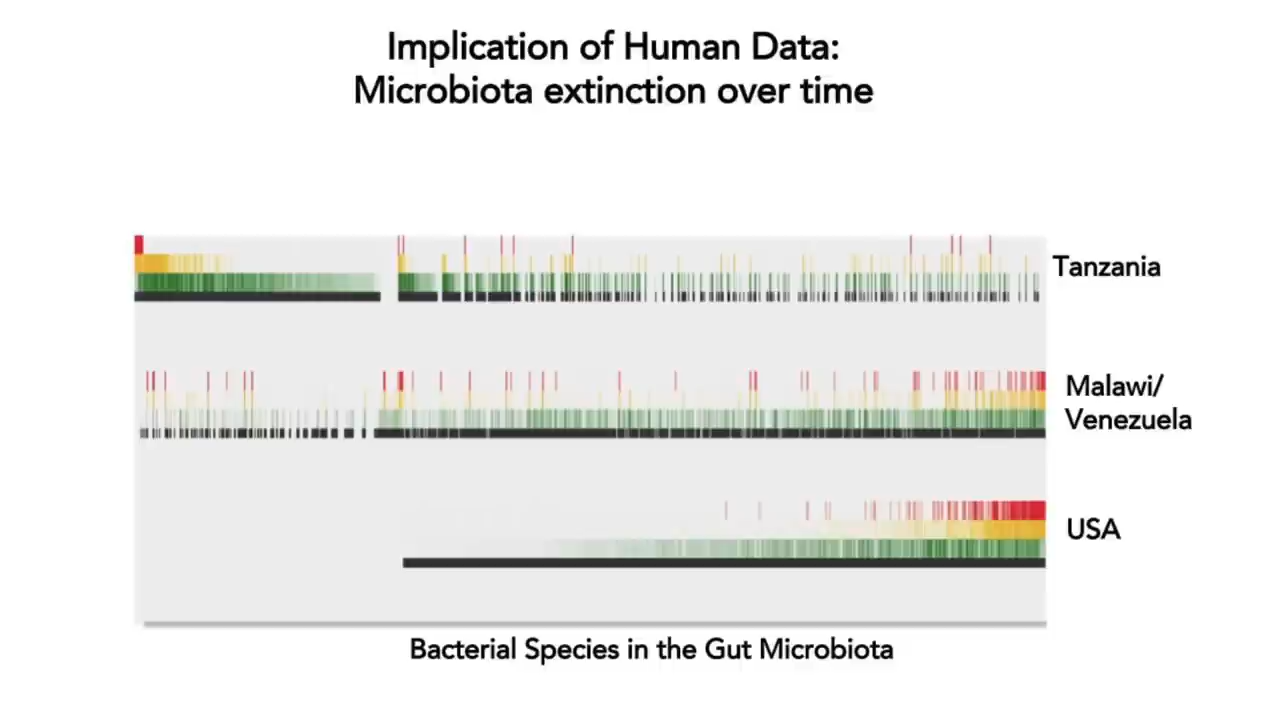 Implication of Human Data:
Microbiota extinction over time
Tanzania
Malawi/
Venezuela
USA
Bacterial Species in the Gut Microbiota